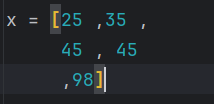 x = [25 ,35 ,
45 , 45
,98]